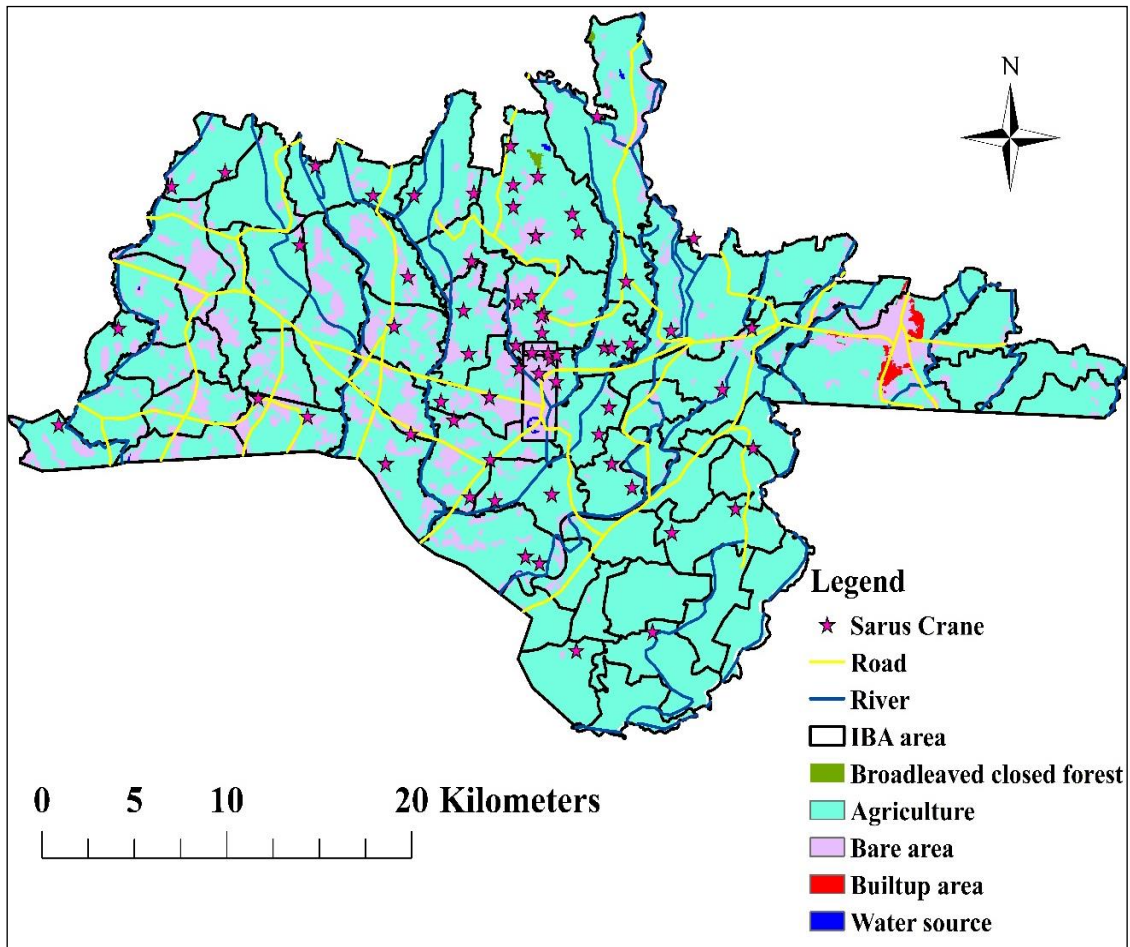 N
Legend
Sarus Crane
Road
River
IBA area
Broadleaved closed forest
Agriculture
Bare area
Builtup area
Water source
0 5 10 20 Kilometers